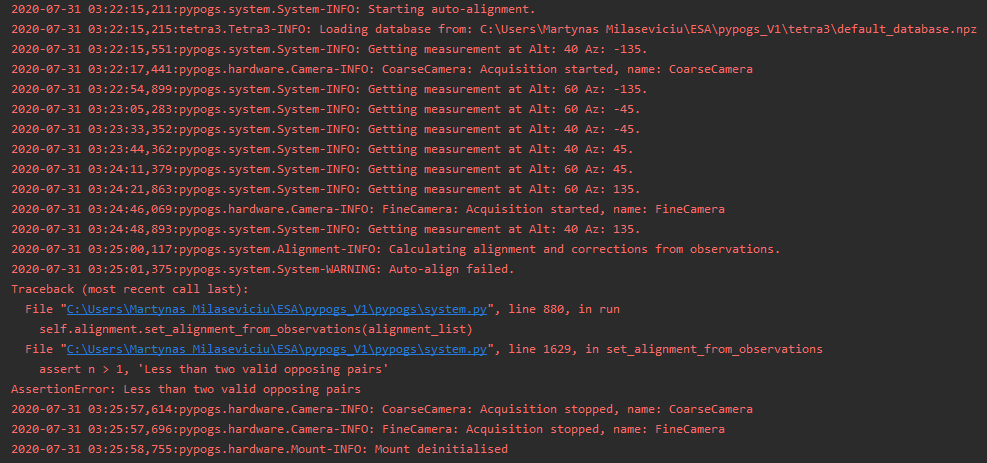 2020-07-31 03:22:15,211:pypogs.system.System-INFO: Starting auto-alignment.
2020-07-31 03:22:15,215:tetra3.Tetra3-INFO: Loading database from: C:\Users\Martynas Milaseviciu\ESA\pypogs_V1\tetra3\default_database.npz
2020-07-31 03:22:15,551:pypogs.system.System-INFO: Getting measurement at Alt: 40 Az: -135.
2020-07-31 03:22:17,441:pypogs.hardware.Camera-INFO: CoarseCamera: Acquisition started, name: CoarseCamera
2020-07-31 03:22:54,899:pypogs.system.System-INFO: Getting measurement at Alt: 60 Az: -135.
2020-07-31 03:23:05,283:pypogs.system.System-INFO: Getting measurement at Alt: 60 Az: -45.
2020-07-31 03:23:33,352:pypogs.system.System-INFO: Getting measurement at Alt: 40 Az: -45.
2020-07-31 03:23:44,362:pypogs.system.System-INFO: Getting measurement at Alt: 40 Az: 45.
2020-07-31 03:24:11,379:pypogs.system.System-INFO: Getting measurement at Alt: 60 Az: 45.
2020-07-31 03:24:21,863:pypogs.system.System-INFO: Getting measurement at Alt: 60 Az: 135.
2020-07-31 03:24:46,069:pypogs.hardware.Camera-INFO: FineCamera: Acquisition started, name: FineCamera
2020-07-31 03:24:48,893:pypogs.system.System-INFO: Getting measurement at Alt: 40 Az: 135.
2020-07-31 03:25:00,117:pypogs.system.Alignment-INFO: Calculating alignment and corrections from observations.
2020-07-31 03:25:01,375:pypogs.system.System-WARNING: Auto-align failed.
Traceback (most recent call last):
  File "C:\Users\Martynas Milaseviciu\ESA\pypogs_V1\pypogs\system.py", line 880, in run
    self.alignment.set_alignment_from_observations(alignment_list)
  File "C:\Users\Martynas Milaseviciu\ESA\pypogs_V1\pypogs\system.py", line 1629, in set_alignment_from_observations
    assert n > 1, 'Less than two valid opposing pairs'
AssertionError: Less than two valid opposing pairs
2020-07-31 03:25:57,614:pypogs.hardware.Camera-INFO: CoarseCamera: Acquisition stopped, name: CoarseCamera
2020-07-31 03:25:57,696:pypogs.hardware.Camera-INFO: FineCamera: Acquisition stopped, name: FineCamera
2020-07-31 03:25:58,755:pypogs.hardware.Mount-INFO: Mount deinitialised